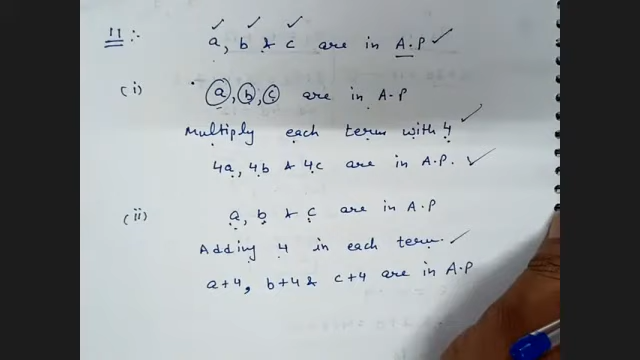 11:
a, b & c are in A.P
(i) a, b, c are in A.P
Multiply each term with 4
4a, 4b & 4c are in A.P.
(ii) a, b & c are in A.P
Adding 4 in each term
a+4, b+4 & c+4 are in A.P